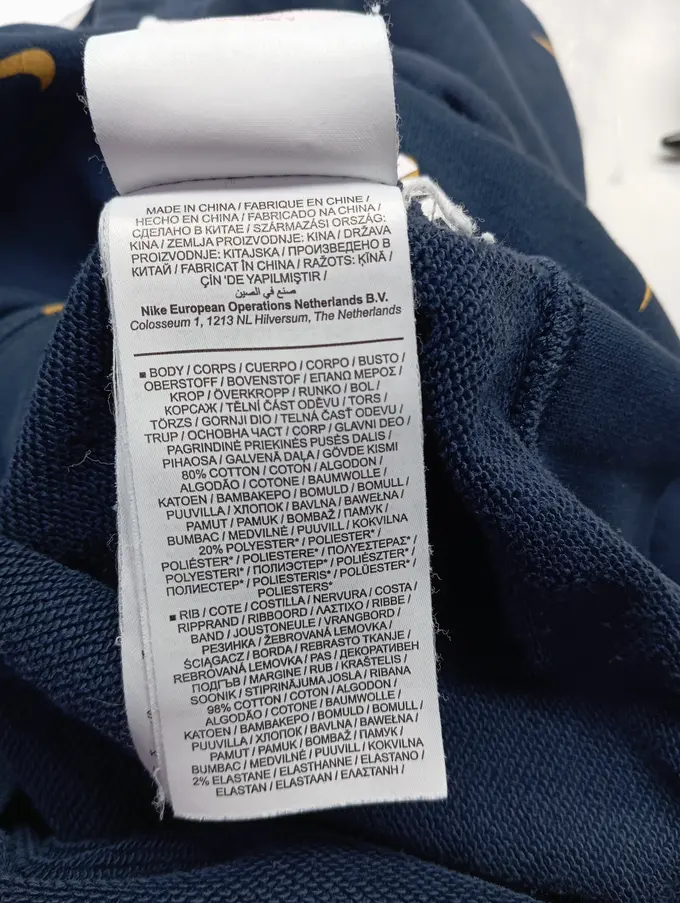 MADE IN CHINA / FABRIQUE EN CHINE /
HECHO EN CHINA / FABRICADO NA CHINA /
СДЕЛАНО В КИТАЕ / SZÁRMAZÁSI ORSZÁG:
KINA / ZEMLJA PROIZVODNJE: KINA / DRŽAVA
PROIZVODNJE: KITAJSKA / ПРОИЗВЕДЕНО В
КИТАЙ / FABRICAT ÎN CHINA / RAŽOTS: ĶĪNĀ /
ÇİN 'DE YAPILMIŞTIR /
صنع في الصين
Nike European Operations Netherlands B.V.
Colosseum 1, 1213 NL Hilversum, The Netherlands
▪ BODY / CORPS / CUERPO / CORPO / BUSTO /
OBERSTOFF / BOVENSTOF / ΕΠΑΝΩ ΜΕΡΟΣ /
KROP / ÖVERKROPP / RUNKO / BOL /
КОРСАЖ / TĚLNÍ ČÁST ODĚVU / TORS /
TÖRZS / GORNJI DIO / TELNÁ ČASŤ ODEVU /
TRUP / ОСНОВНА ЧАСТ / CORP / GLAVNI DEO /
PAGRINDINĖ PRIEKINĖS PUSĖS DALIS /
PIHAOSA / GALVENĀ DAĻA / GÖVDE KISMI
80% COTTON / COTON / ALGODON /
ALGODÃO / COTONE / BAUMWOLLE /
KATOEN / ΒΑΜΒΑΚΕΡΟ / BOMULD / BOMULL /
PUUVILLA / ХЛОПОК / BAVLNA / BAWEŁNA /
PAMUT / PAMUK / BOMBAŽ / ПАМУК /
BUMBAC / MEDVILNĖ / PUUVILL / KOKVILNA
20% POLYESTER* / POLIESTER* /
POLIÉSTER* / POLIESTERE* / ΠΟΛΥΕΣΤΕΡΑΣ* /
POLYESTERI* / ПОЛИЭСТЕР* / POLIÉSZTER* /
ПОЛИЕСТЕР* / POLIESTERIS* / POLÜESTER* /
POLIESTERS*
▪ RIB / COTE / COSTILLA / NERVURA / COSTA /
RIPPRAND / RIBBOORD / ΛΑΣΤΙΧΟ / RIBBE /
BAND / JOUSTONEULE / VRANGBORD /
РЕЗИНКА / ŽEBROVANÁ LEMOVKA /
ŚCIĄGACZ / BORDA / REBRASTO TKANJE /
REBROVANÁ LEMOVKA / PAS / ДЕКОРАТИВЕН
ПОДГЪВ / MARGINE / RUB / KRAŠTELIS /
SOONIK / STIPRINĀJUMA JOSLA / RIBANA
98% COTTON / COTON / ALGODON /
ALGODÃO / COTONE / BAUMWOLLE /
KATOEN / ΒΑΜΒΑΚΕΡΟ / BOMULD / BOMULL /
PUUVILLA / ХЛОПОК / BAVLNA / BAWEŁNA /
PAMUT / PAMUK / BOMBAŽ / ПАМУК /
BUMBAC / MEDVILNĖ / PUUVILL / KOKVILNA
2% ELASTANE / ELASTHANNE / ELASTANO /
ELASTAN / ELASTAAN / ΕΛΑΣΤΑΝΗ /